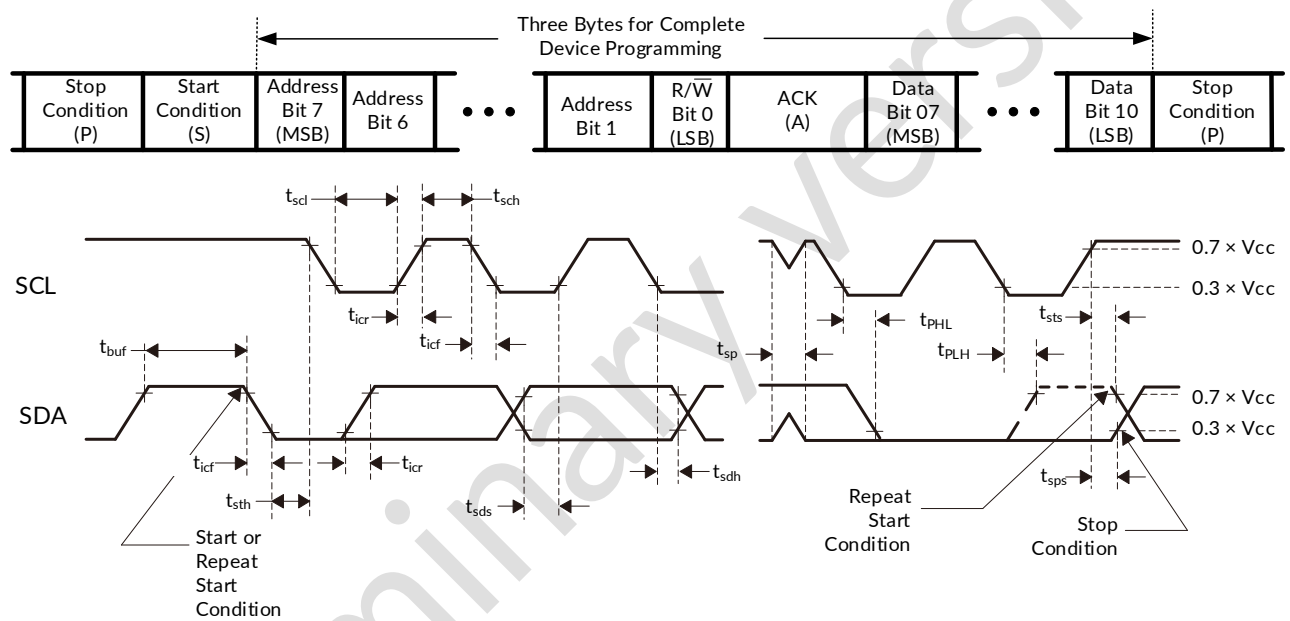 Three Bytes for Complete
Device Programming
Stop
Condition
(P)
Start
Condition
(S)
Address
Bit 7
(MSB)
Address
Bit 6
•••
Address
Bit 1
R/W̅
Bit 0
(LSB)
ACK
(A)
Data
Bit 07
(MSB)
•••
Data
Bit 10
(LSB)
Stop
Condition
(P)
tscl
tsch
SCL
0.7 × Vcc
0.3 × Vcc
ticr
ticf
tPHL
tsts
tbuf
tsp
tPLH
SDA
0.7 × Vcc
0.3 × Vcc
ticf
ticr
tsdh
tsps
tsth
tsds
Start or
Repeat
Start
Condition
Repeat
Start
Condition
Stop
Condition
minary versi